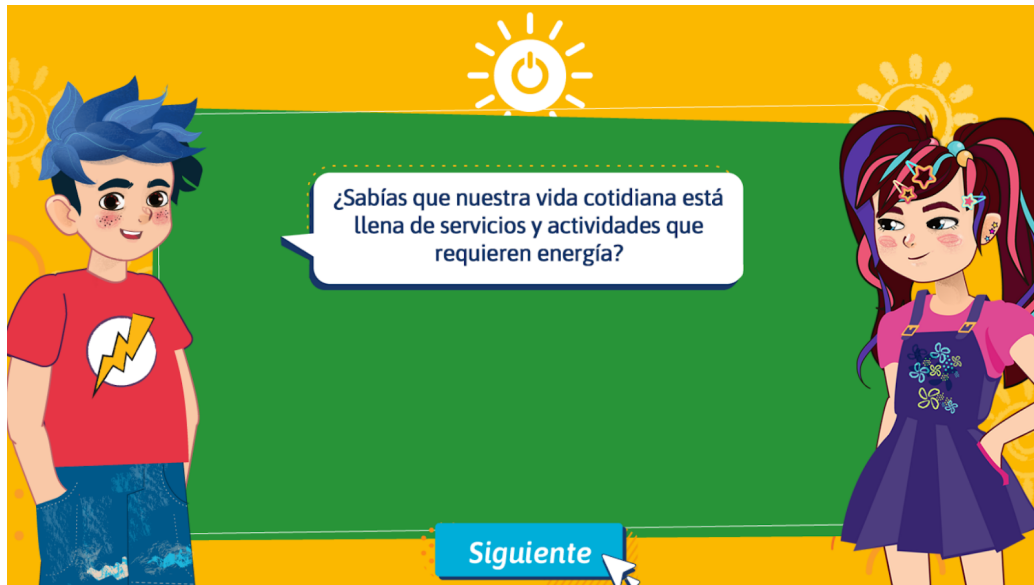 ¿Sabías que nuestra vida cotidiana está
llena de servicios y actividades que
requieren energía?
Siguiente